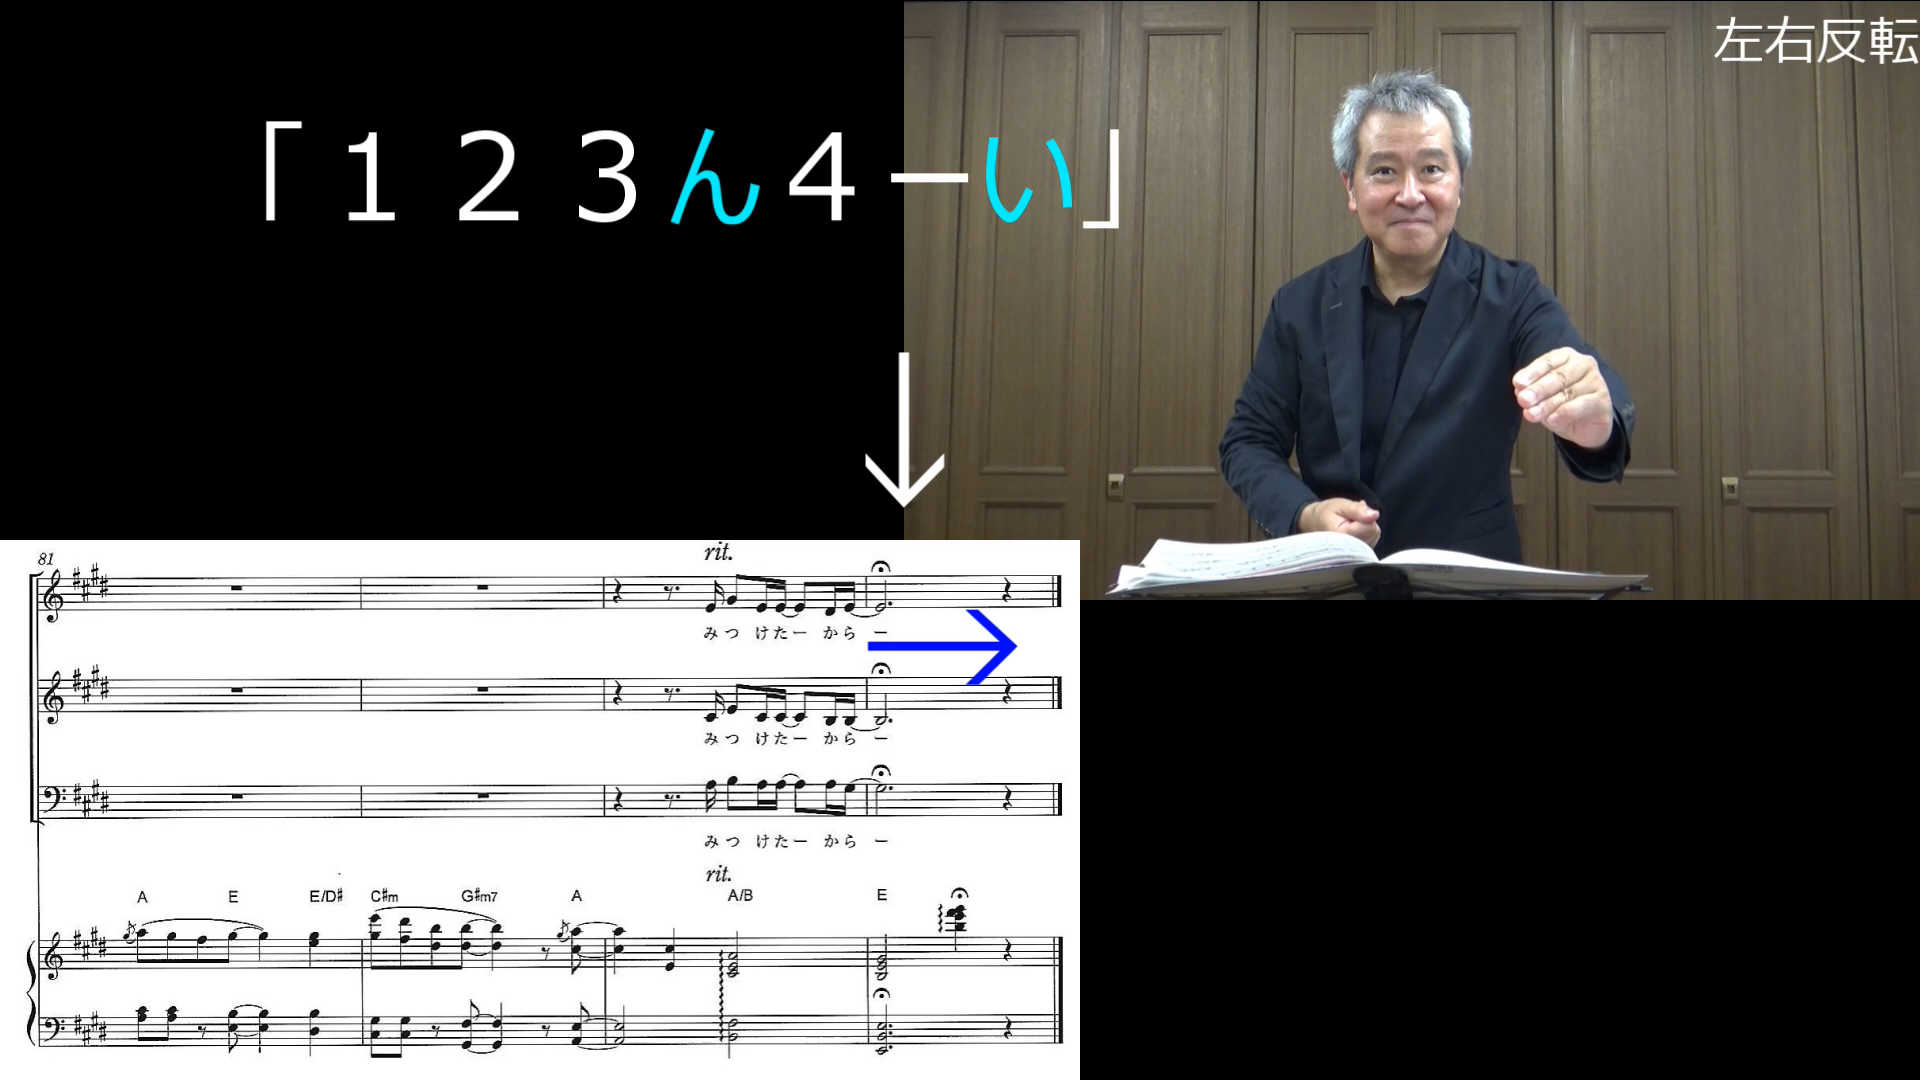 左右反転
「１２３ん４ーい」
81
rit.
みつ けたー から ー
みつ けたー から ー
みつ けたー から ー
rit.
A E E/D# C#m G#m7 A A/B E